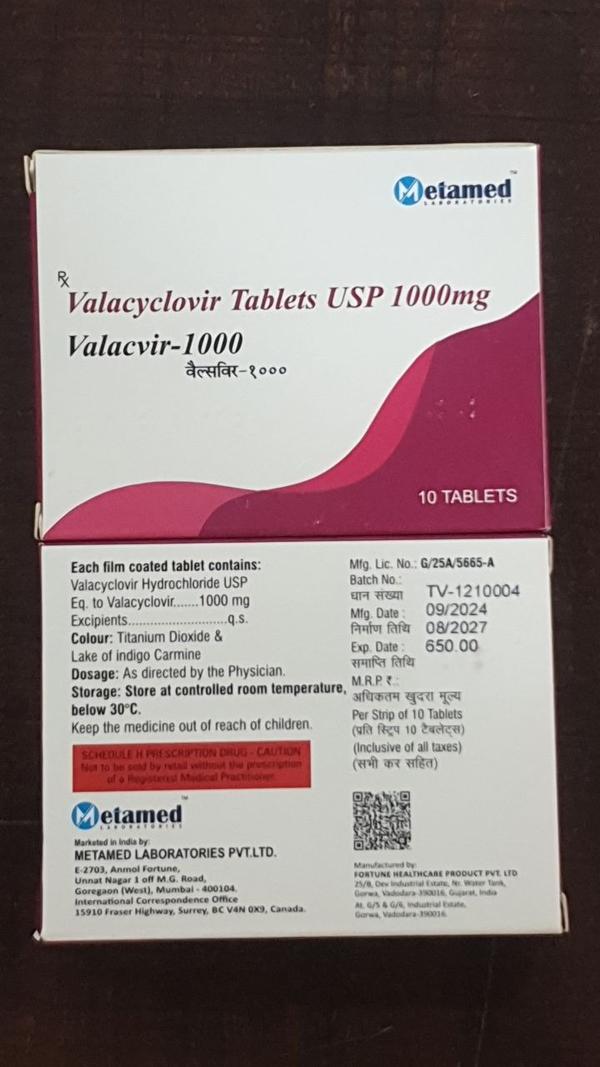 Metamed™
LABORATORIES
Rx
Valacyclovir Tablets USP 1000mg
Valacvir-1000
वैल्सविर-१०००
10 TABLETS
Each film coated tablet contains:
Valacyclovir Hydrochloride USP
Eq. to Valacyclovir.......1000 mg
Excipients............................q.s.
Colour: Titanium Dioxide &
Lake of indigo Carmine
Dosage: As directed by the Physician.
Storage: Store at controlled room temperature,
below 30°C.
Keep the medicine out of reach of children.
SCHEDULE H PRESCRIPTION DRUG - CAUTION
Not to be sold by retail without the prescription
of a Registered Medical Practitioner.
Metamed™
LABORATORIES
Marketed in India by:
METAMED LABORATORIES PVT.LTD.
E-2703, Anmol Fortune,
Unnat Nagar 1 off M.G. Road,
Goregaon (West), Mumbai - 400104.
International Correspondence Office
15910 Fraser Highway, Surrey, BC V4N 0X9, Canada.
Mfg. Lic. No.: G/25A/5665-A
Batch No.:
धान संख्या TV-1210004
Mfg. Date : 09/2024
निर्माण तिथि 08/2027
Exp. Date : 650.00
समाप्ति तिथि
M.R.P. ₹ :
अधिकतम खुदरा मूल्य
Per Strip of 10 Tablets
(प्रति स्ट्रिप 10 टैबलेट्स)
(Inclusive of all taxes)
(सभी कर सहित)
Manufactured by:
FORTUNE HEALTHCARE PRODUCT PVT. LTD
25/B, Dev Industrial Estate, Nr. Water Tank,
Gorwa, Vadodara-390016, Gujarat, India
At. G/5 & G/6, Industrial Estate,
Gorwa, Vadodara-390016.